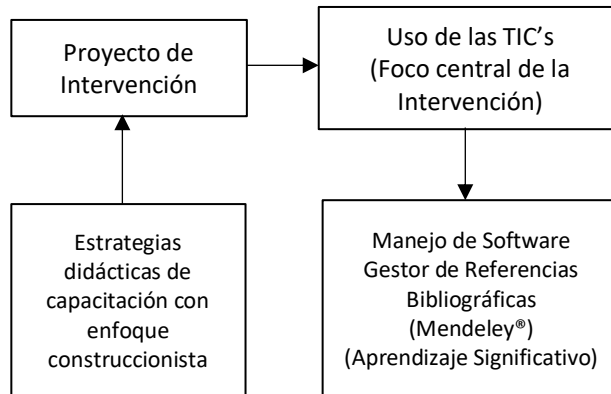 Proyecto de
Intervención
Uso de las TIC’s
(Foco central de la
Intervención)
Estrategias
didácticas de
capacitación con
enfoque
construccionista
Manejo de Software
Gestor de Referencias
Bibliográficas
(Mendeley®)
(Aprendizaje Significativo)